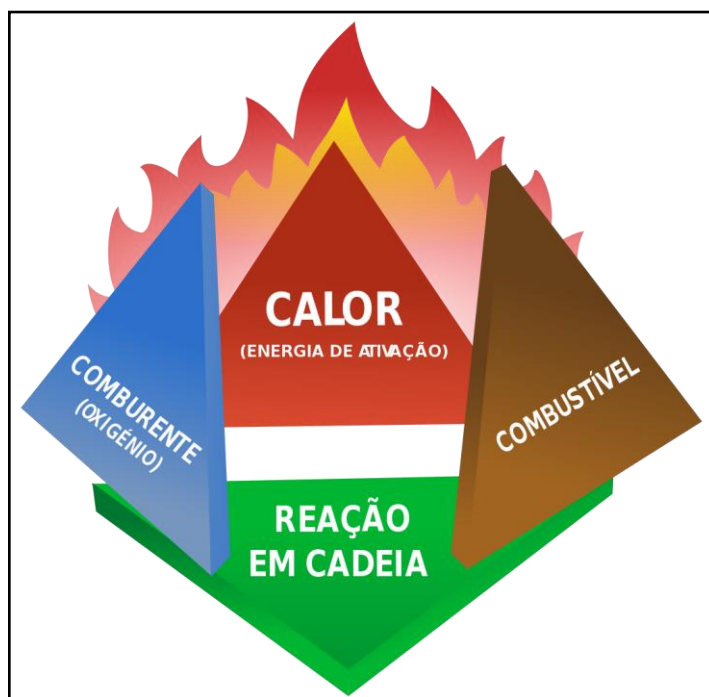 CALOR
(ENERGIA DE ATIVAÇÃO)
COMBURENTE
(OXIGÉNIO)
COMBUSTÍVEL
REAÇÃO
EM CADEIA